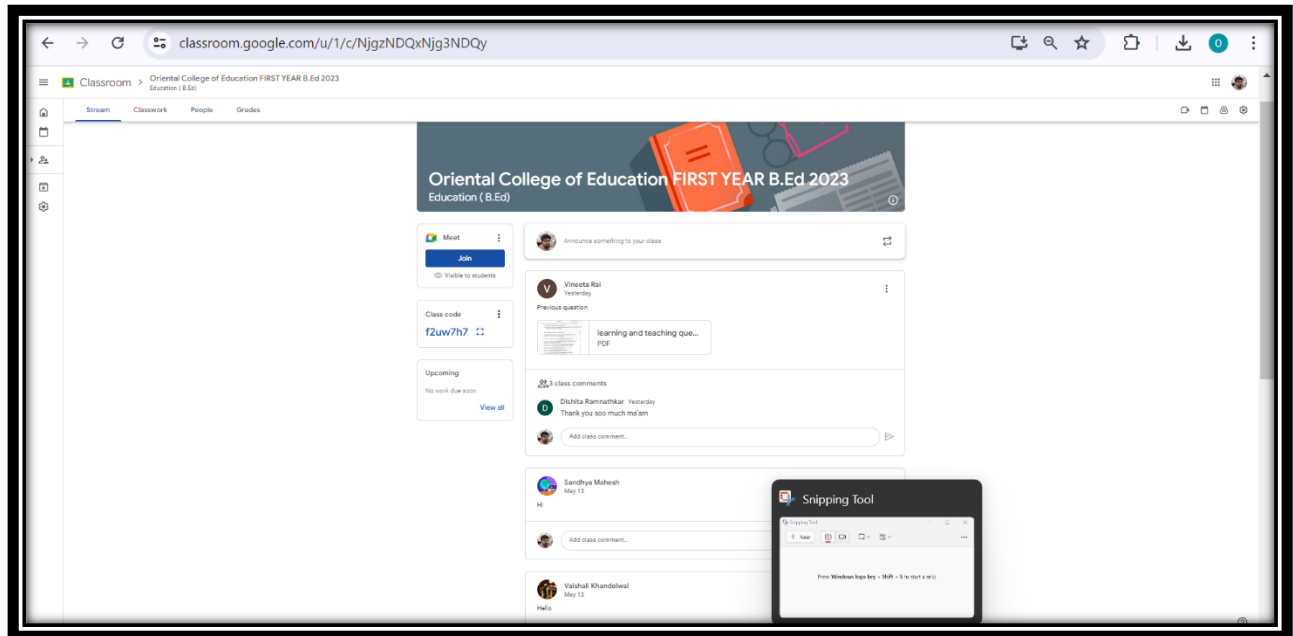 classroom.google.com/u/1/c/NjgzNDQxNjg3NDQy
O
Classroom > Oriental College of Education FIRST YEAR B.Ed 2023
Education ( B.Ed)
Stream Classwork People Grades
Oriental College of Education FIRST YEAR B.Ed 2023
Education ( B.Ed)
Meet
Join
Visible to students
Class code
f2uw7h7
Upcoming
No work due soon
View all
Announce something to your class
V
Vineeta Rai
Yesterday
Previous question
learning and teaching que...
PDF
3 class comments
D
Dishita Ramnathkar Yesterday
Thank you soo much ma'am
Add class comment...
Sandhya Mahesh
May 13
Hi
Add class comment...
Vaishali Khandelwal
May 13
Hello
Snipping Tool
Snipping Tool
+ New
Press Windows logo key + Shift + S to start a snip.